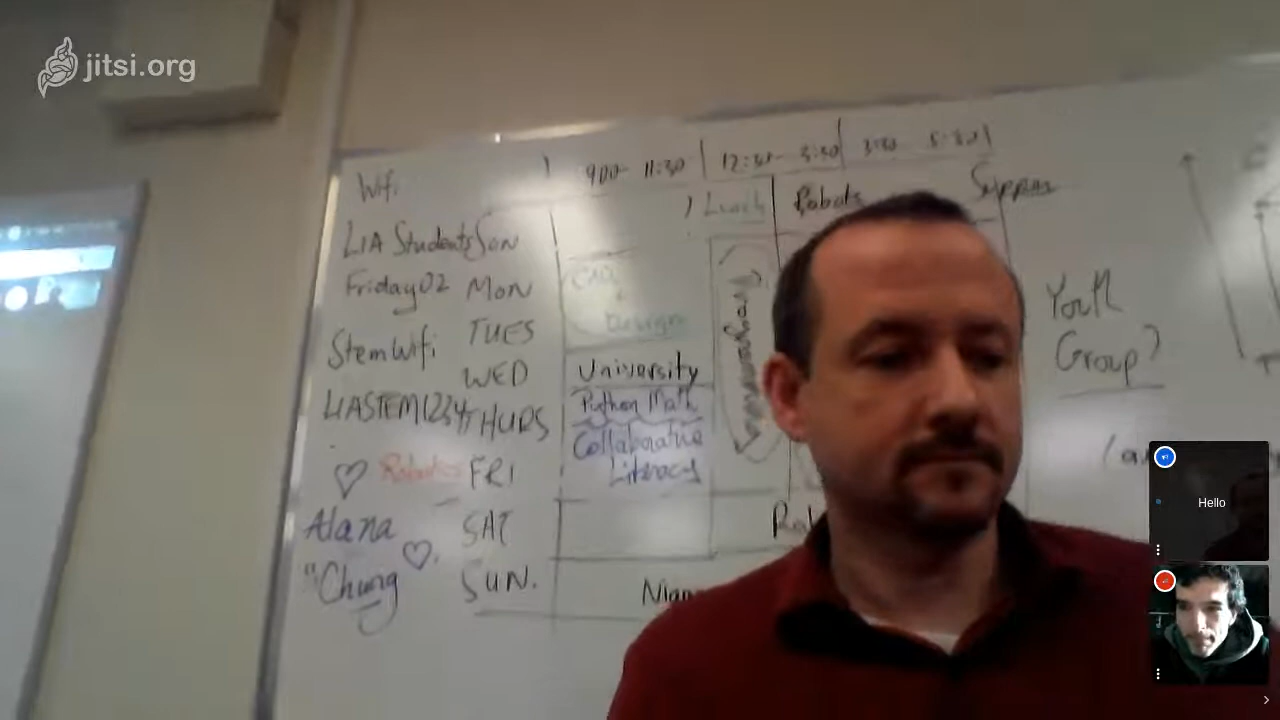 jitsi.org
900- 11:30 12:30- 3:30 3:30 5:30
Wifi
Lunch Robots Supper
LIA Students SUN
Friday02 MON
Stemwifi TUES
WED
LIASTEM1234 THURS
FRI
Alana SAT
"Chung SUN.
Design
University
Python Math
Collaborative
Literacy
Youth
Group?
Hello